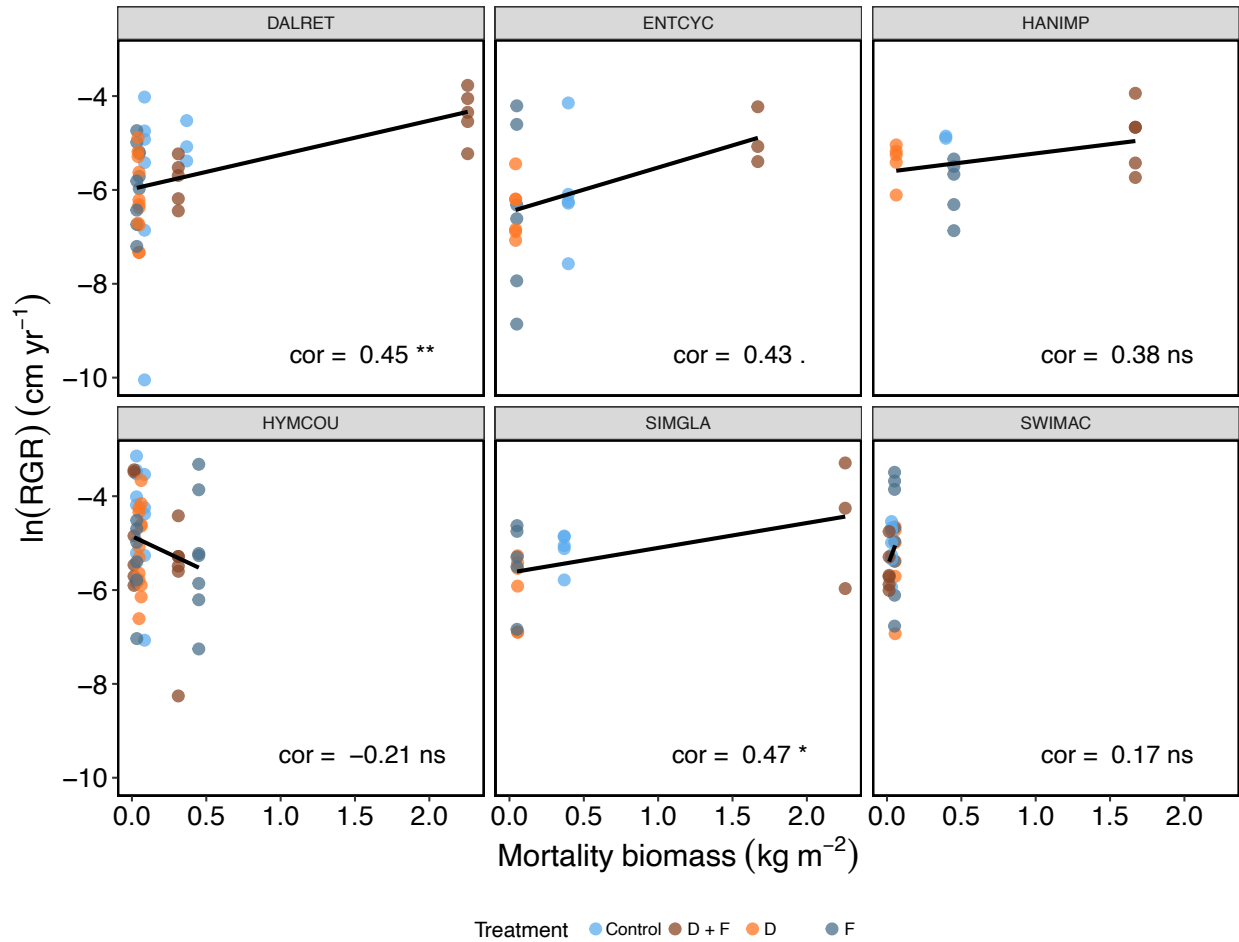 DALRET ENTCYC HANIMP
−4
−6
−8
−10
cor = 0.45 ** cor = 0.43 . cor = 0.38 ns
HYMCOU SIMGLA SWIMAC
−4
−6
−8
−10
cor = −0.21 ns cor = 0.47 * cor = 0.17 ns
0.0 0.5 1.0 1.5 2.0 0.0 0.5 1.0 1.5 2.0 0.0 0.5 1.0 1.5 2.0
ln(RGR) (cm yr⁻¹)
Mortality biomass (kg m⁻²)
Treatment Control D + F D F